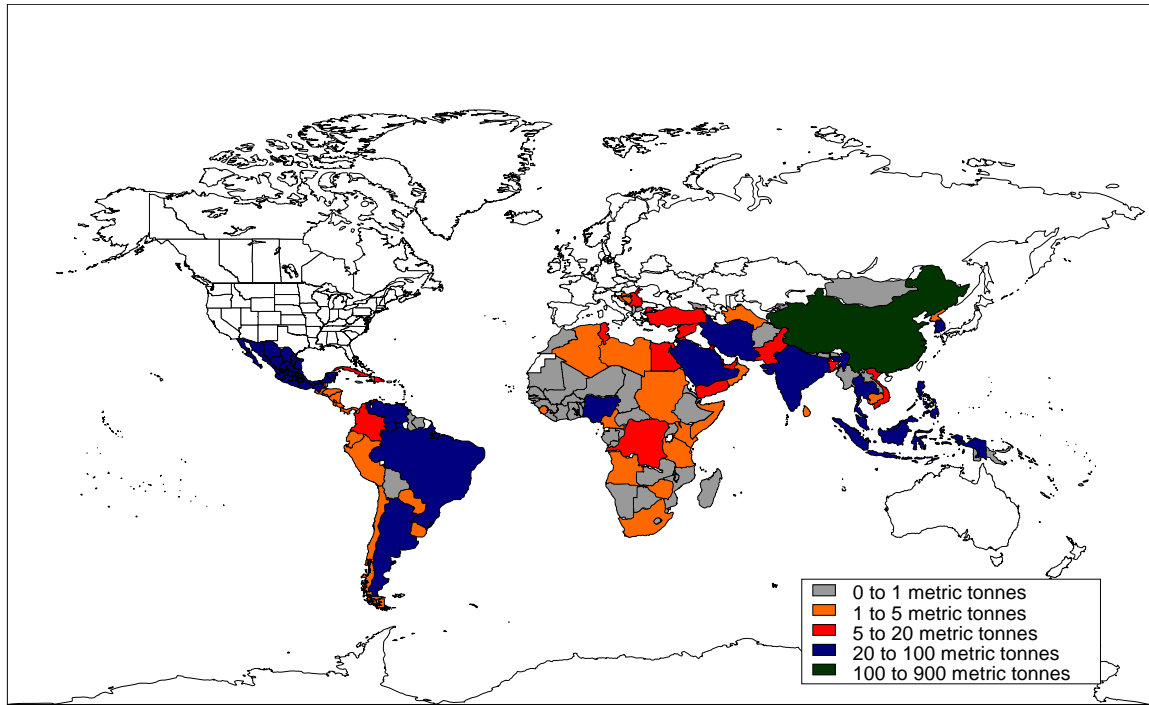 0 to 1 metric tonnes
1 to 5 metric tonnes
5 to 20 metric tonnes
20 to 100 metric tonnes
100 to 900 metric tonnes